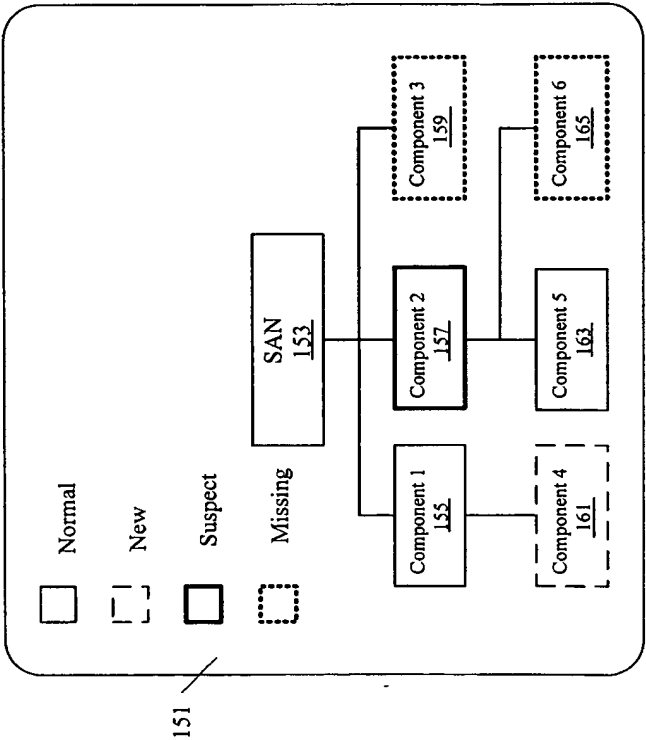 Normal
New
Suspect
Missing
SAN
153
Component 1
155
Component 2
157
Component 3
159
Component 4
161
Component 5
163
Component 6
165
151